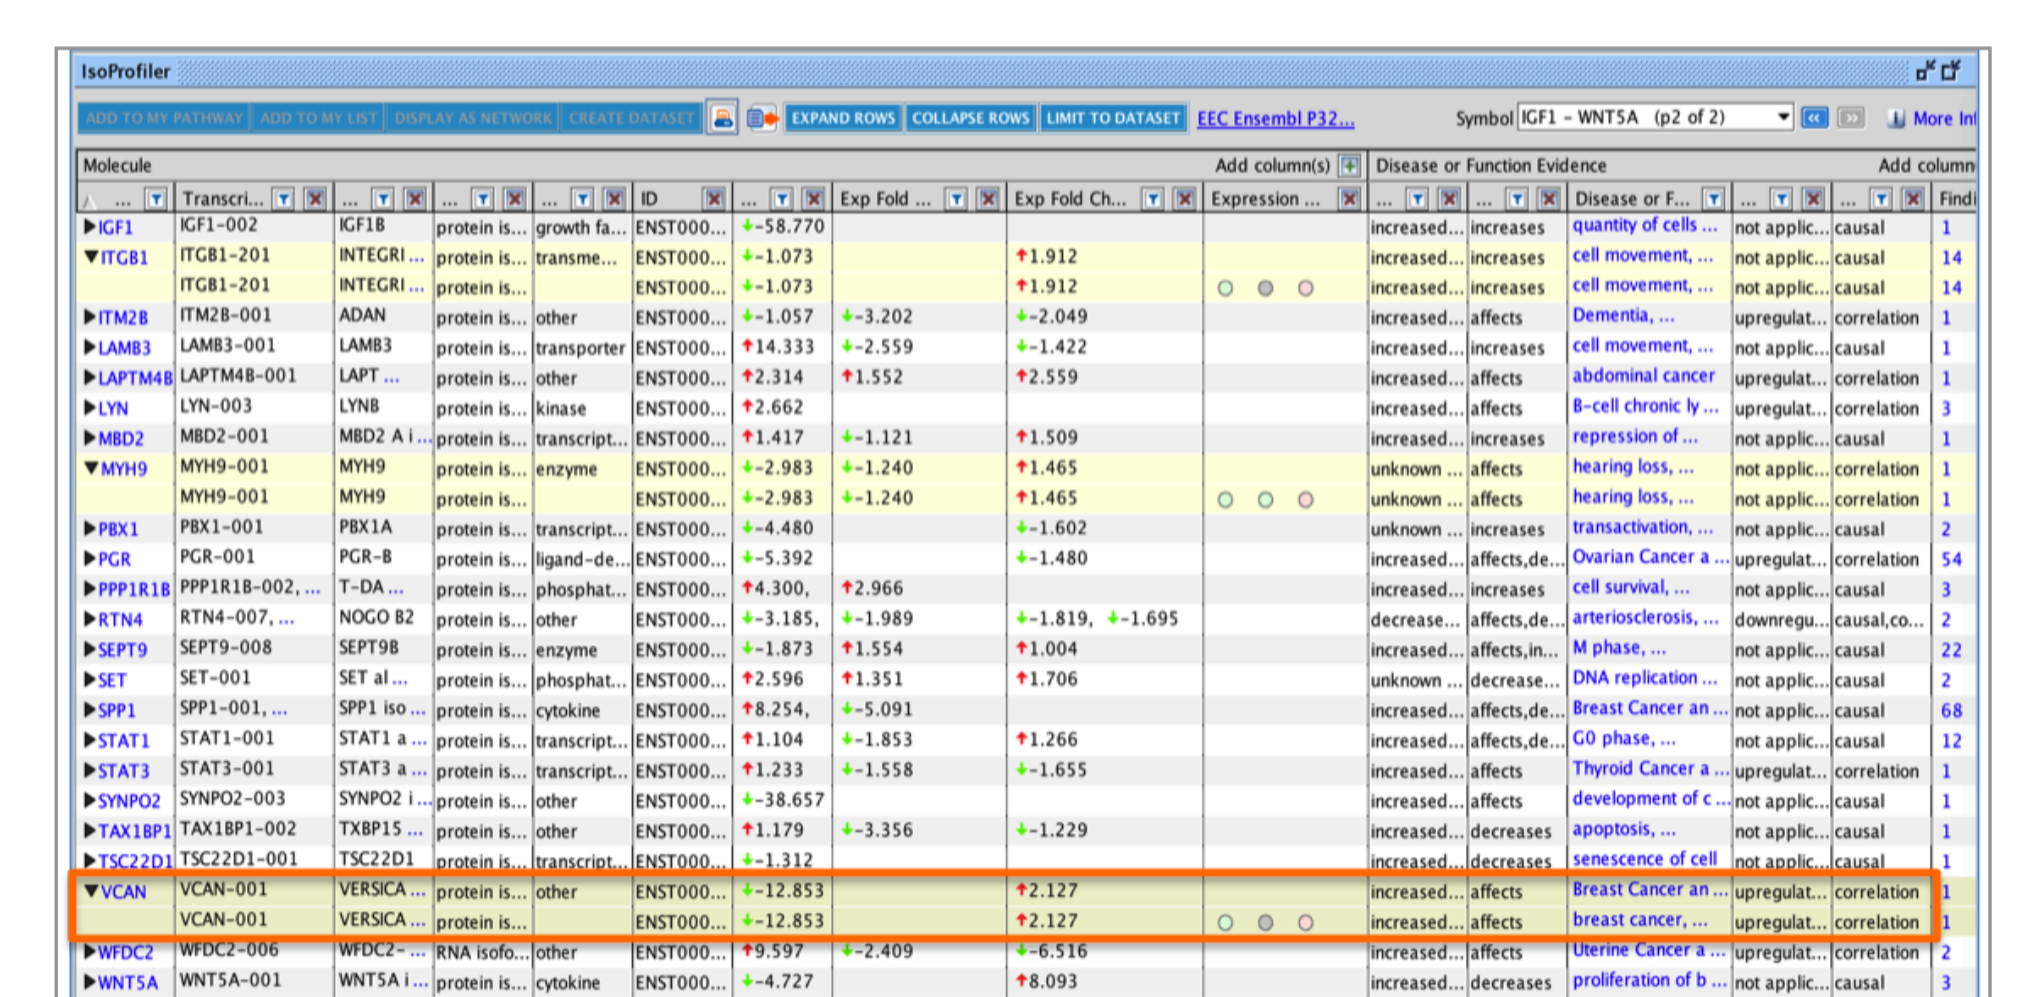 IsoProfiler
ADD TO MY PATHWAY ADD TO MY LIST DISPLAY AS NETWORK CREATE DATASET EXPAND ROWS COLLAPSE ROWS LIMIT TO DATASET EEC Ensembl P32... Symbol IGF1 - WNT5A (p2 of 2) << >> More Inf
Molecule Add column(s) Disease or Function Evidence Add column
... Transcri... ... ... ... ID ... Exp Fold ... Exp Fold Ch... Expression ... ... ... Disease or F... ... ... Findi
IGF1 IGF1-002 IGF1B protein is... growth fa... ENST000... -58.770 increased... increases quantity of cells ... not applic... causal 1
ITGB1 ITGB1-201 INTEGRI ... protein is... transme... ENST000... -1.073 1.912 increased... increases cell movement, ... not applic... causal 14
ITGB1-201 INTEGRI ... protein is... ENST000... -1.073 1.912 increased... increases cell movement, ... not applic... causal 14
ITM2B ITM2B-001 ADAN protein is... other ENST000... -1.057 -3.202 -2.049 increased... affects Dementia, ... upregulat... correlation 1
LAMB3 LAMB3-001 LAMB3 protein is... transporter ENST000... 14.333 -2.559 -1.422 increased... increases cell movement, ... not applic... causal 1
LAPTM4B LAPTM4B-001 LAPT ... protein is... other ENST000... 2.314 1.552 2.559 increased... affects abdominal cancer upregulat... correlation 1
LYN LYN-003 LYNB protein is... kinase ENST000... 2.662 increased... affects B-cell chronic ly ... upregulat... correlation 3
MBD2 MBD2-001 MBD2 A i... protein is... transcript... ENST000... 1.417 -1.121 1.509 increased... increases repression of ... not applic... causal 1
MYH9 MYH9-001 MYH9 protein is... enzyme ENST000... -2.983 -1.240 1.465 unknown ... affects hearing loss, ... not applic... correlation 1
MYH9-001 MYH9 protein is... ENST000... -2.983 -1.240 1.465 unknown ... affects hearing loss, ... not applic... correlation 1
PBX1 PBX1-001 PBX1A protein is... transcript... ENST000... -4.480 -1.602 unknown ... increases transactivation, ... not applic... causal 2
PGR PGR-001 PGR-B protein is... ligand-de... ENST000... -5.392 -1.480 increased... affects,de... Ovarian Cancer a ... upregulat... correlation 54
PPP1R1B PPP1R1B-002, ... T-DA ... protein is... phosphat... ENST000... 4.300, 2.966 increased... increases cell survival, ... not applic... causal 3
RTN4 RTN4-007, ... NOGO B2 protein is... other ENST000... -3.185, -1.989 -1.819, -1.695 decrease... affects,de... arteriosclerosis, ... downregu... causal,co... 2
SEPT9 SEPT9-008 SEPT9B protein is... enzyme ENST000... -1.873 1.554 1.004 increased... affects,in... M phase, ... not applic... causal 22
SET SET-001 SET al ... protein is... phosphat... ENST000... 2.596 1.351 1.706 unknown ... decrease... DNA replication ... not applic... causal 2
SPP1 SPP1-001, ... SPP1 iso ... protein is... cytokine ENST000... 8.254, -5.091 increased... affects,de... Breast Cancer an ... not applic... causal 68
STAT1 STAT1-001 STAT1 a ... protein is... transcript... ENST000... 1.104 -1.853 1.266 increased... affects,de... G0 phase, ... not applic... causal 12
STAT3 STAT3-001 STAT3 a ... protein is... transcript... ENST000... 1.233 -1.558 -1.655 increased... affects Thyroid Cancer a ... upregulat... correlation 1
SYNPO2 SYNPO2-003 SYNPO2 i ... protein is... other ENST000... -38.657 increased... affects development of c ... not applic... causal 1
TAX1BP1 TAX1BP1-002 TXBP15 ... protein is... other ENST000... 1.179 -3.356 -1.229 increased... decreases apoptosis, ... not applic... causal 1
TSC22D1 TSC22D1-001 TSC22D1 protein is... transcript... ENST000... -1.312 increased... decreases senescence of cell not applic... causal 1
VCAN VCAN-001 VERSICA ... protein is... other ENST000... -12.853 2.127 increased... affects Breast Cancer an ... upregulat... correlation 1
VCAN-001 VERSICA ... protein is... ENST000... -12.853 2.127 increased... affects breast cancer, ... upregulat... correlation 1
WFDC2 WFDC2-006 WFDC2- ... RNA isofo... other ENST000... 9.597 -2.409 -6.516 increased... affects Uterine Cancer a ... upregulat... correlation 2
WNT5A WNT5A-001 WNT5A i ... protein is... cytokine ENST000... -4.727 8.093 increased... decreases proliferation of b ... not applic... causal 3